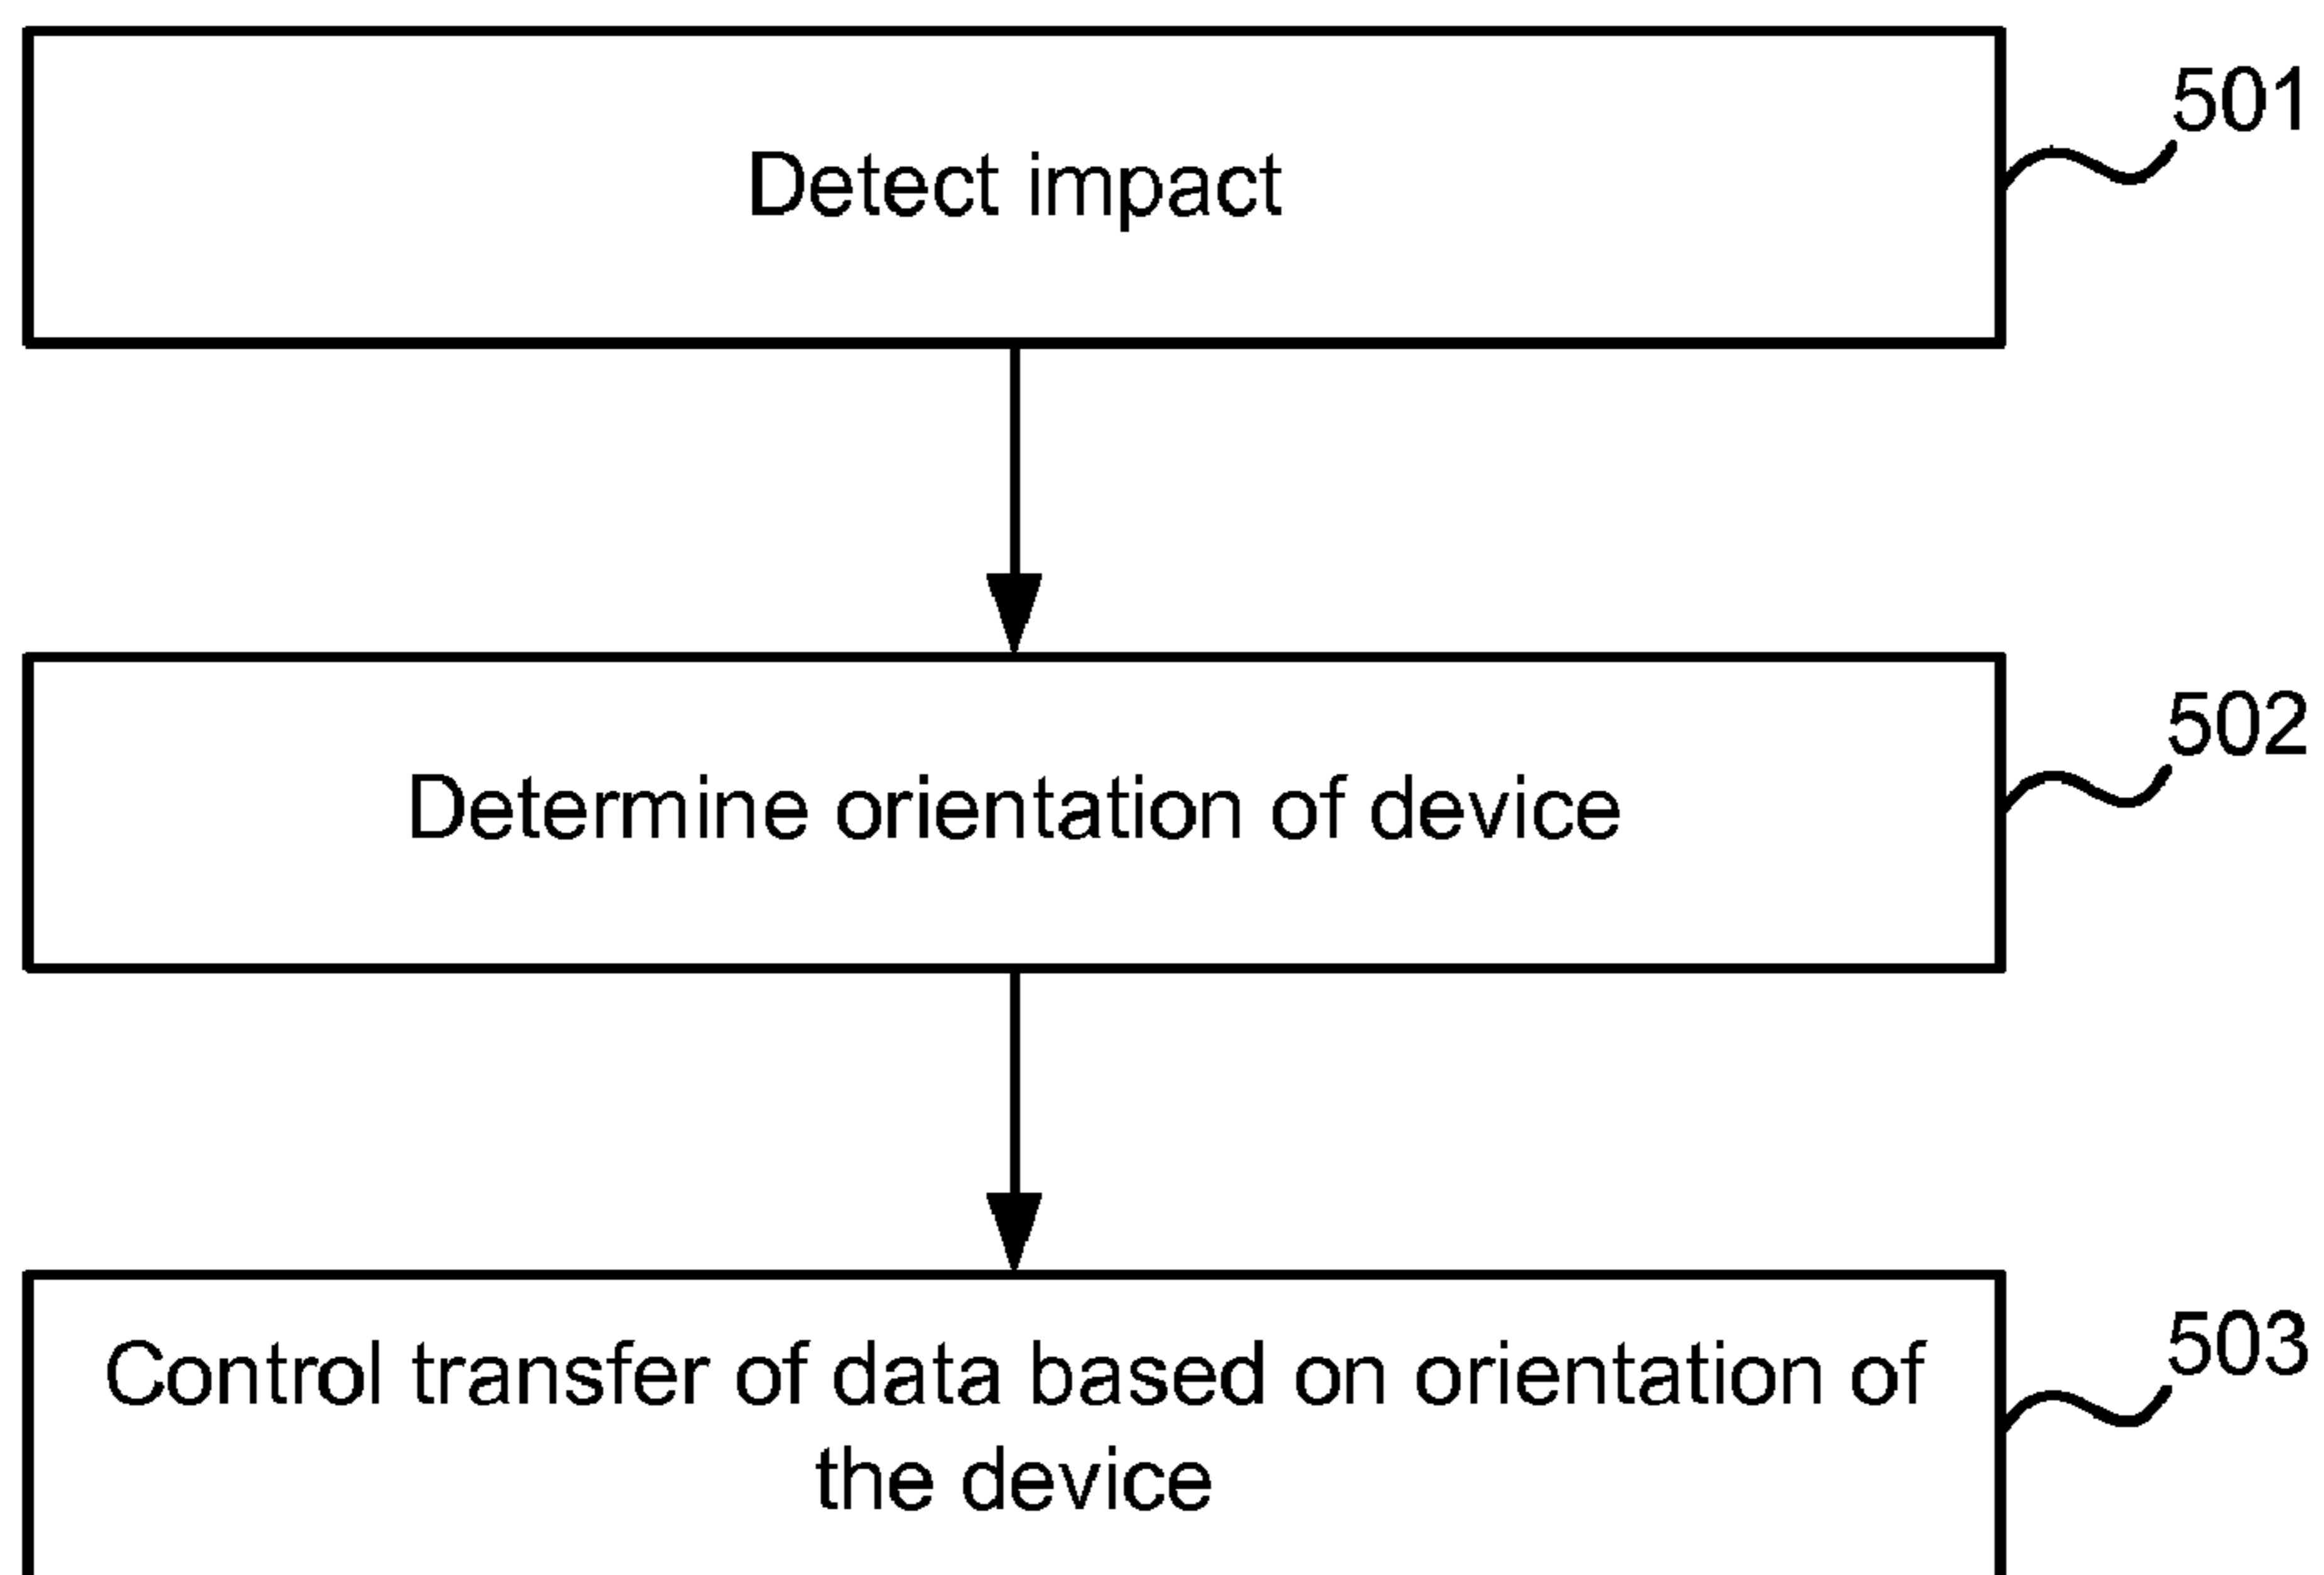 501
Detect impact
502
Determine orientation of device
503
Control transfer of data based on orientation of
the device